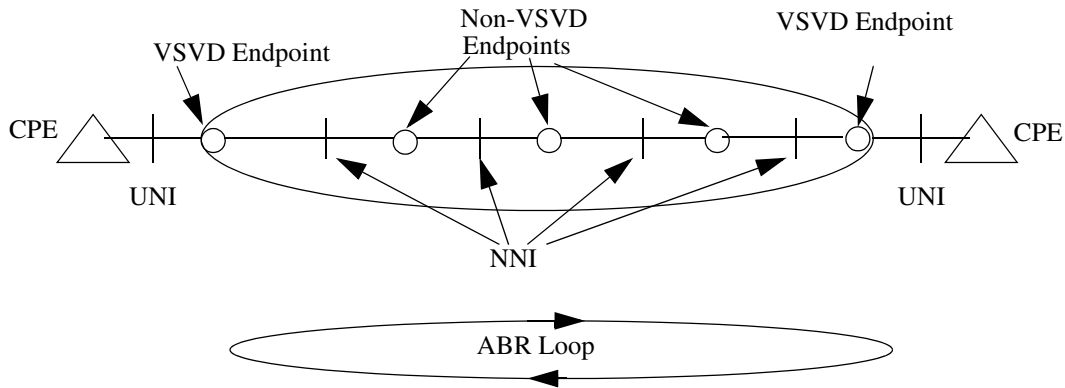 Non-VSVD
Endpoints
VSVD Endpoint
VSVD Endpoint
CPE
CPE
UNI
UNI
NNI
ABR Loop